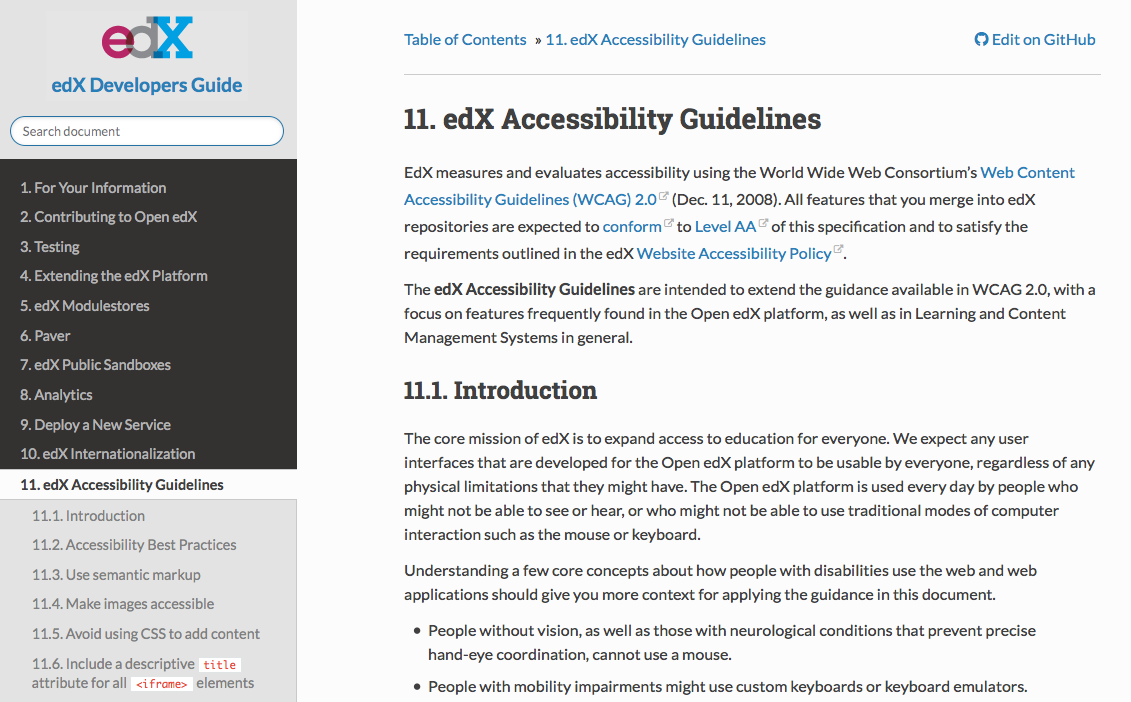 edX
edX Developers Guide
Search document
1. For Your Information
2. Contributing to Open edX
3. Testing
4. Extending the edX Platform
5. edX Modulestores
6. Paver
7. edX Public Sandboxes
8. Analytics
9. Deploy a New Service
10. edX Internationalization
11. edX Accessibility Guidelines
11.1. Introduction
11.2. Accessibility Best Practices
11.3. Use semantic markup
11.4. Make images accessible
11.5. Avoid using CSS to add content
11.6. Include a descriptive title
attribute for all <iframe> elements
Table of Contents » 11. edX Accessibility Guidelines
Edit on GitHub
11. edX Accessibility Guidelines
EdX measures and evaluates accessibility using the World Wide Web Consortium's Web Content
Accessibility Guidelines (WCAG) 2.0 (Dec. 11, 2008). All features that you merge into edX
repositories are expected to conform to Level AA of this specification and to satisfy the
requirements outlined in the edX Website Accessibility Policy.
The edX Accessibility Guidelines are intended to extend the guidance available in WCAG 2.0, with a
focus on features frequently found in the Open edX platform, as well as in Learning and Content
Management Systems in general.
11.1. Introduction
The core mission of edX is to expand access to education for everyone. We expect any user
interfaces that are developed for the Open edX platform to be usable by everyone, regardless of any
physical limitations that they might have. The Open edX platform is used every day by people who
might not be able to see or hear, or who might not be able to use traditional modes of computer
interaction such as the mouse or keyboard.
Understanding a few core concepts about how people with disabilities use the web and web
applications should give you more context for applying the guidance in this document.
• People without vision, as well as those with neurological conditions that prevent precise
hand-eye coordination, cannot use a mouse.
• People with mobility impairments might use custom keyboards or keyboard emulators.